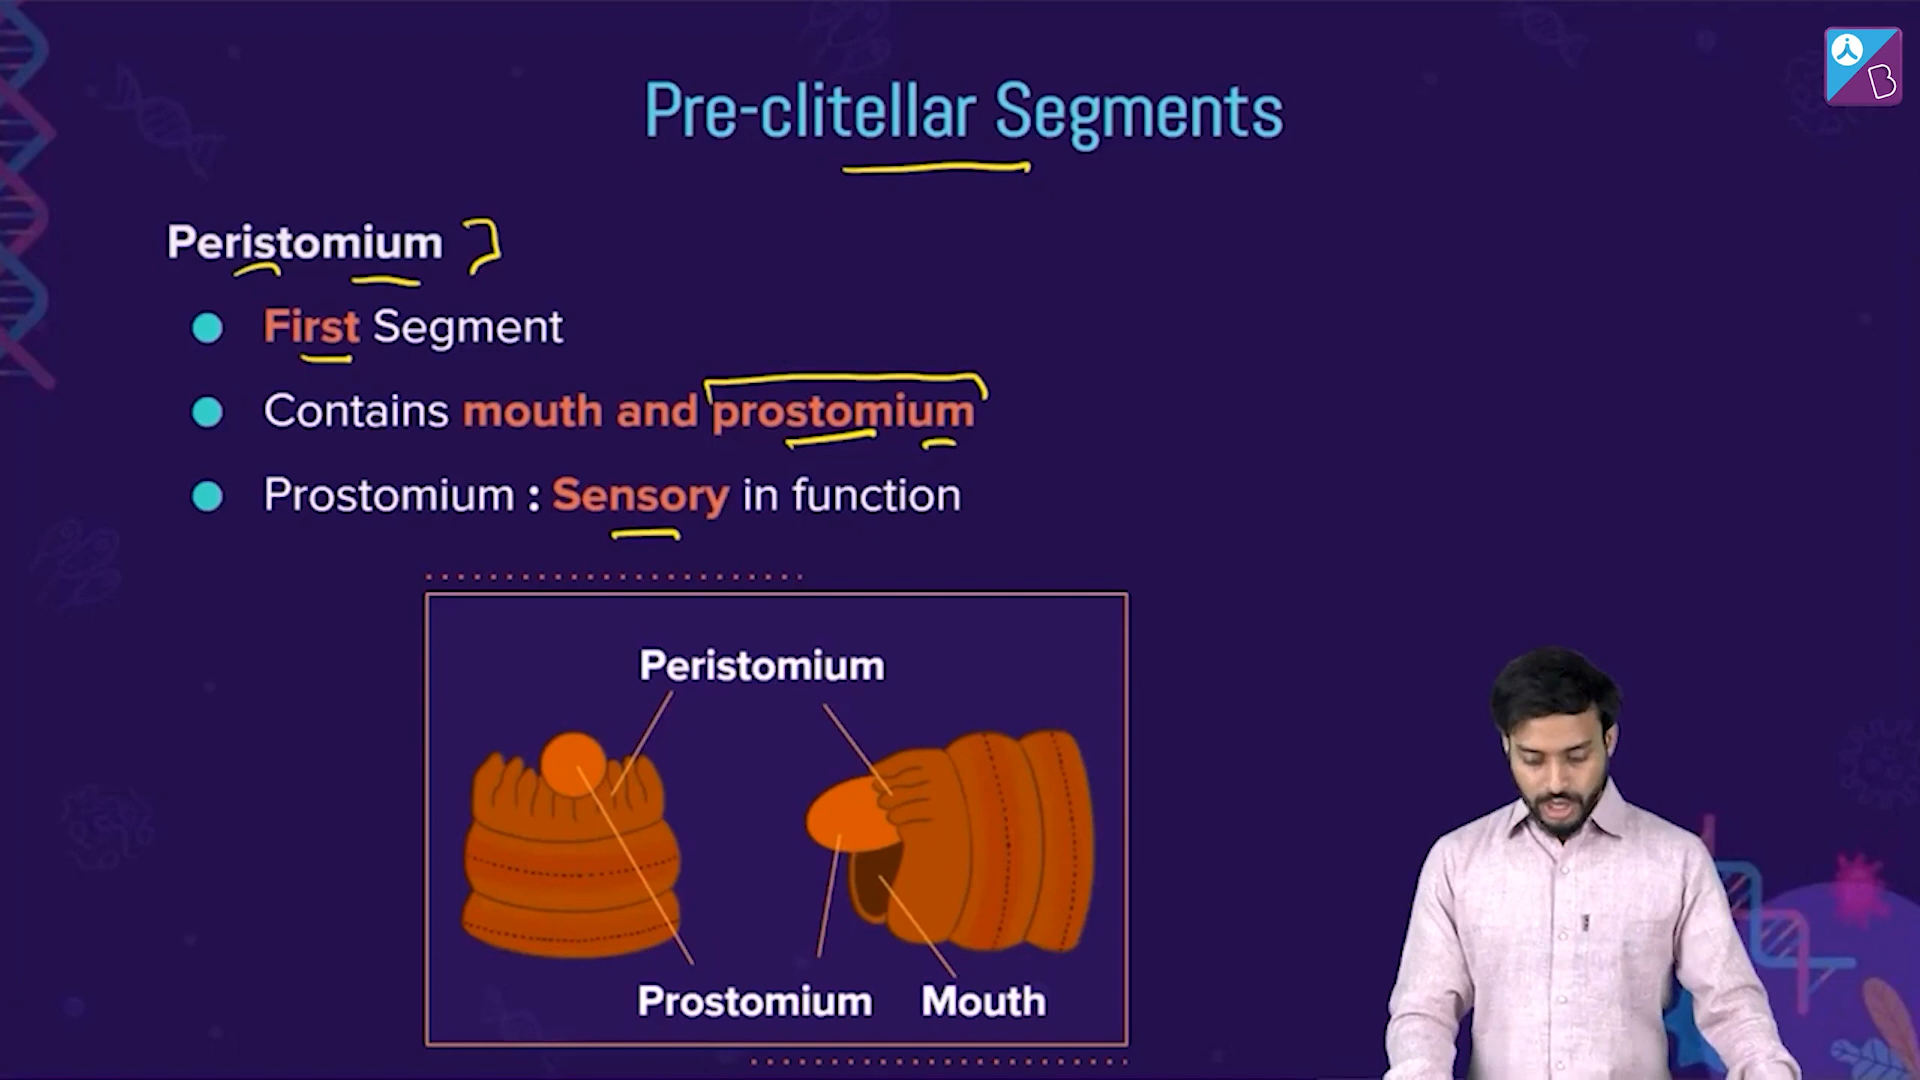 Pre-clitellar Segments
Peristomium
First Segment
Contains mouth and prostomium
Prostomium : Sensory in function
Peristomium
Prostomium
Mouth
B